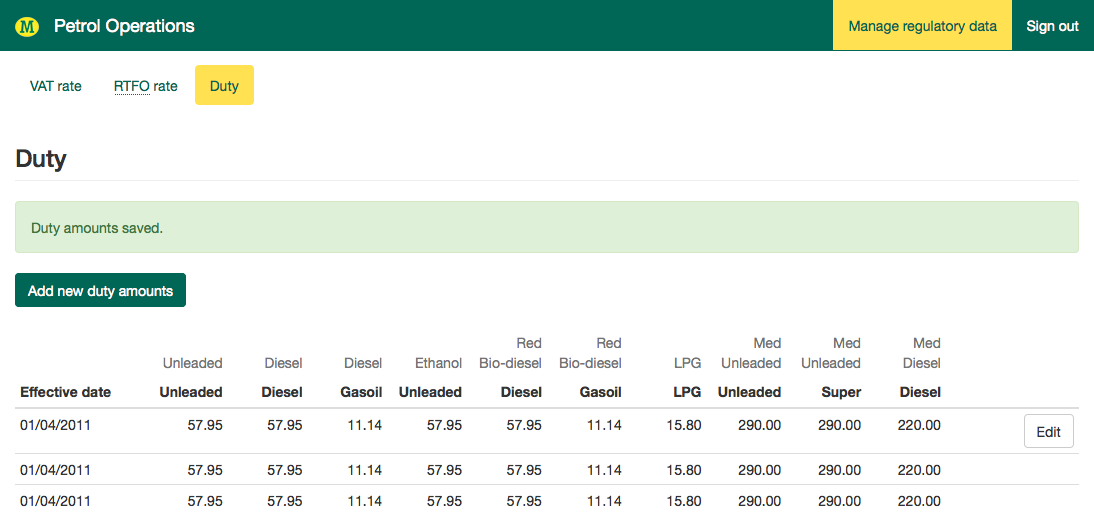 M Petrol Operations Manage regulatory data Sign out
VAT rate RTFO rate Duty
Duty
Duty amounts saved.
Add new duty amounts
Red Red Med Med Med
Unleaded Diesel Diesel Ethanol Bio-diesel Bio-diesel LPG Unleaded Unleaded Diesel
Effective date Unleaded Diesel Gasoil Unleaded Diesel Gasoil LPG Unleaded Super Diesel
01/04/2011 57.95 57.95 11.14 57.95 57.95 11.14 15.80 290.00 290.00 220.00 Edit
01/04/2011 57.95 57.95 11.14 57.95 57.95 11.14 15.80 290.00 290.00 220.00
01/04/2011 57.95 57.95 11.14 57.95 57.95 11.14 15.80 290.00 290.00 220.00